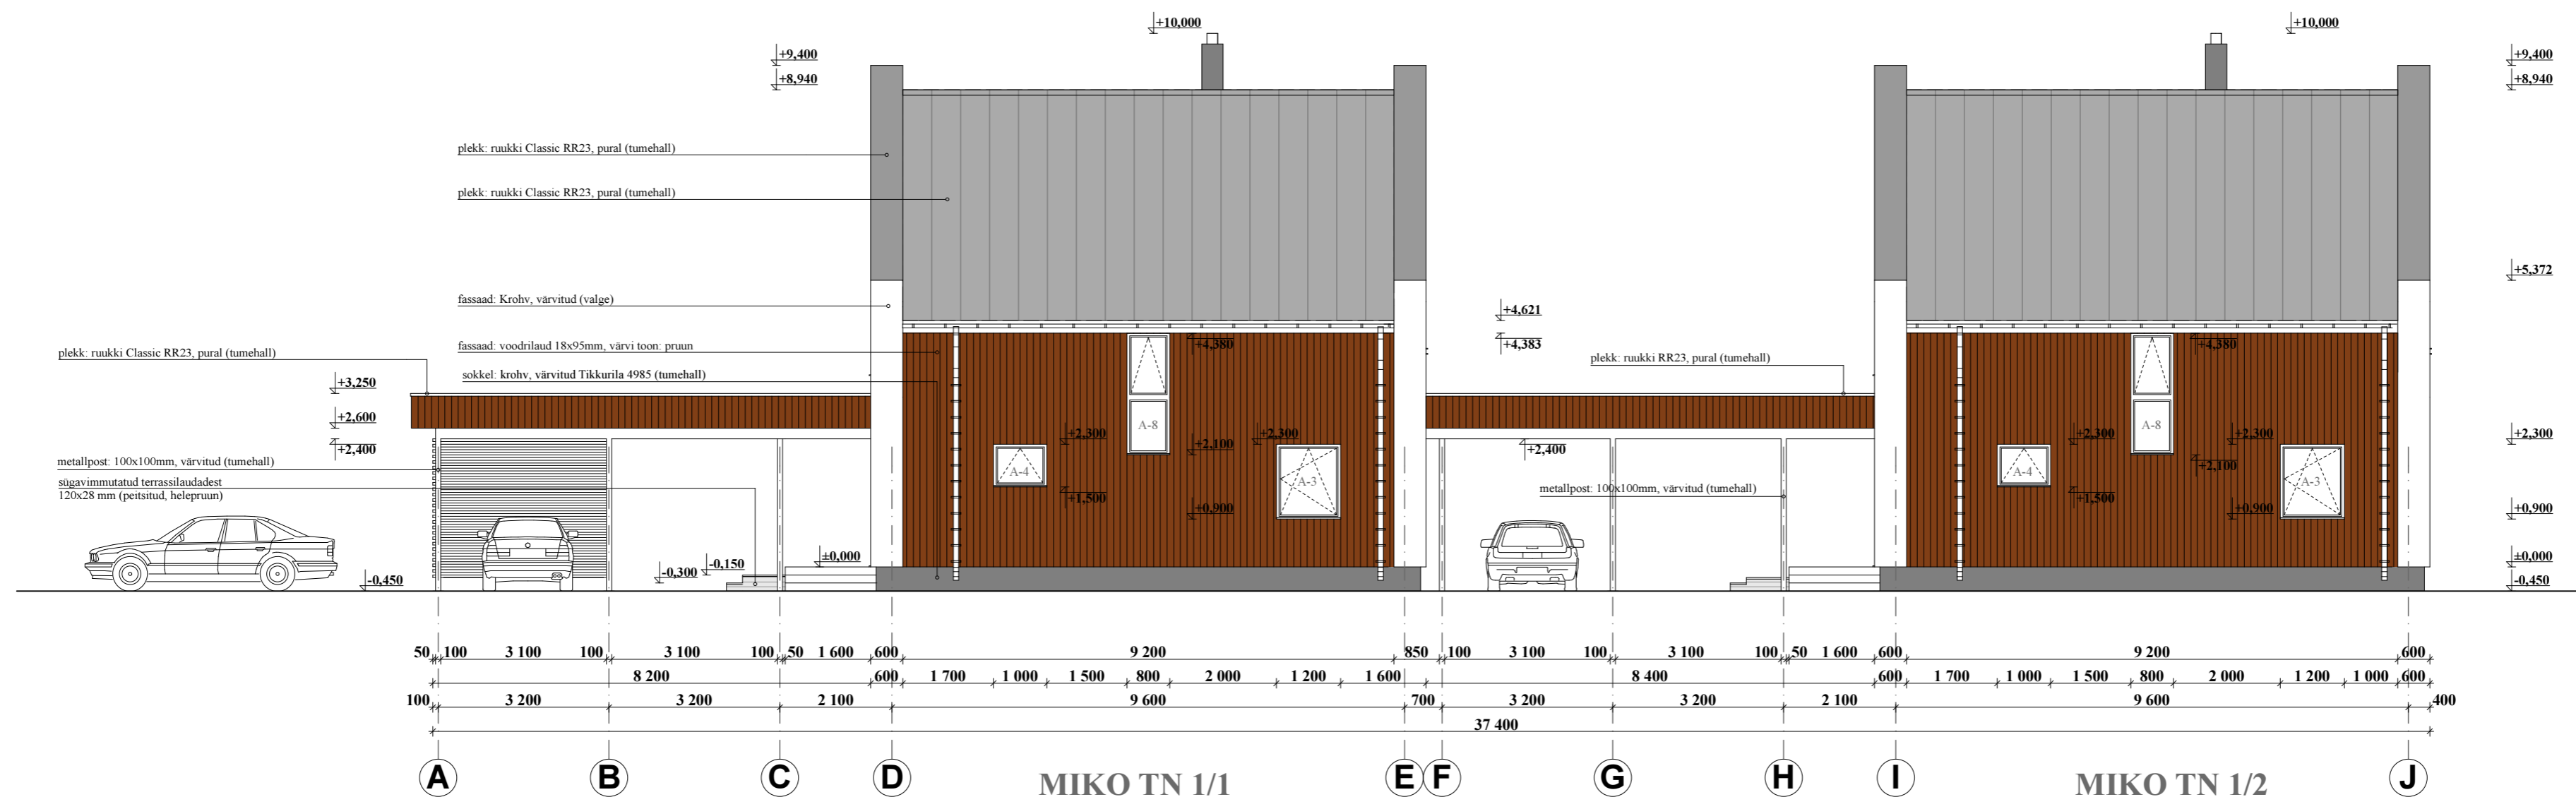 +10,000
+10,000
+9,400
+8,940
+9,400
+8,940
plekk: ruukki Classic RR23, pural (tumehall)
plekk: ruukki Classic RR23, pural (tumehall)
+5,372
fassaad: Krohv, värvitud (valge)
+4,621
+4,383
fassaad: voodrilaud 18x95mm, värvi toon: pruun
+4,380
+4,380
plekk: ruukki Classic RR23, pural (tumehall)
plekk: ruukki RR23, pural (tumehall)
sokkel: krohv, värvitud Tikkurila 4985 (tumehall)
+3,250
+2,600
+2,400
A-8
A-8
+2,300
+2,100
+2,300
+2,400
+2,300
+2,100
+2,300
+2,300
metallpost: 100x100mm, värvitud (tumehall)
A-4
A-3
A-4
A-3
sügavimmutatud terrassilaudadest
120x28 mm (peitsitud, helepruun)
+1,500
metallpost: 100x100mm, värvitud (tumehall)
+1,500
+0,900
+0,900
+0,900
-0,450
-0,300
-0,150
±0,000
±0,000
-0,450
50 100 3 100 100 3 100 100 50 1 600 600 9 200 850 100 3 100 100 3 100 100 50 1 600 600 9 200 600
8 200 600 1 700 1 000 1 500 800 2 000 1 200 1 600 8 400 600 1 700 1 000 1 500 800 2 000 1 200 1 000 600
100 3 200 3 200 2 100 9 600 700 3 200 3 200 2 100 9 600 400
37 400
A B C D E F G H I J
MIKO TN 1/1
MIKO TN 1/2